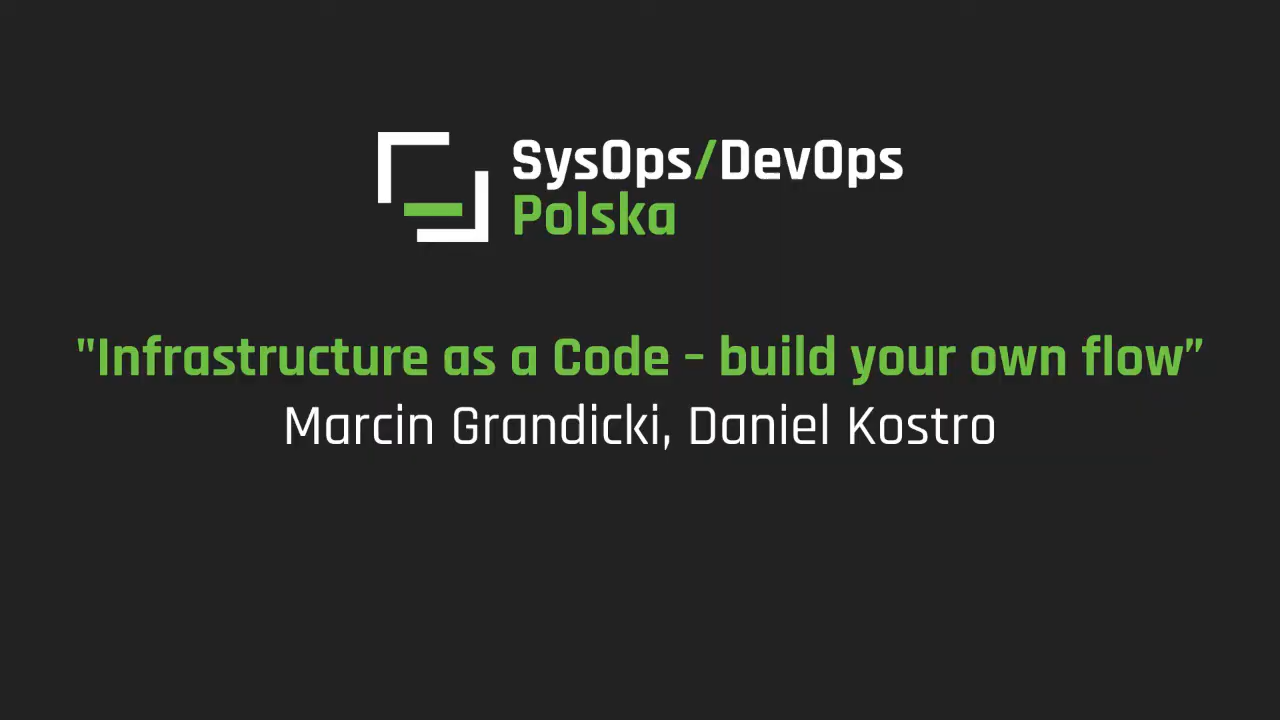 SysOps/DevOps
Polska
"Infrastructure as a Code – build your own flow”
Marcin Grandicki, Daniel Kostro